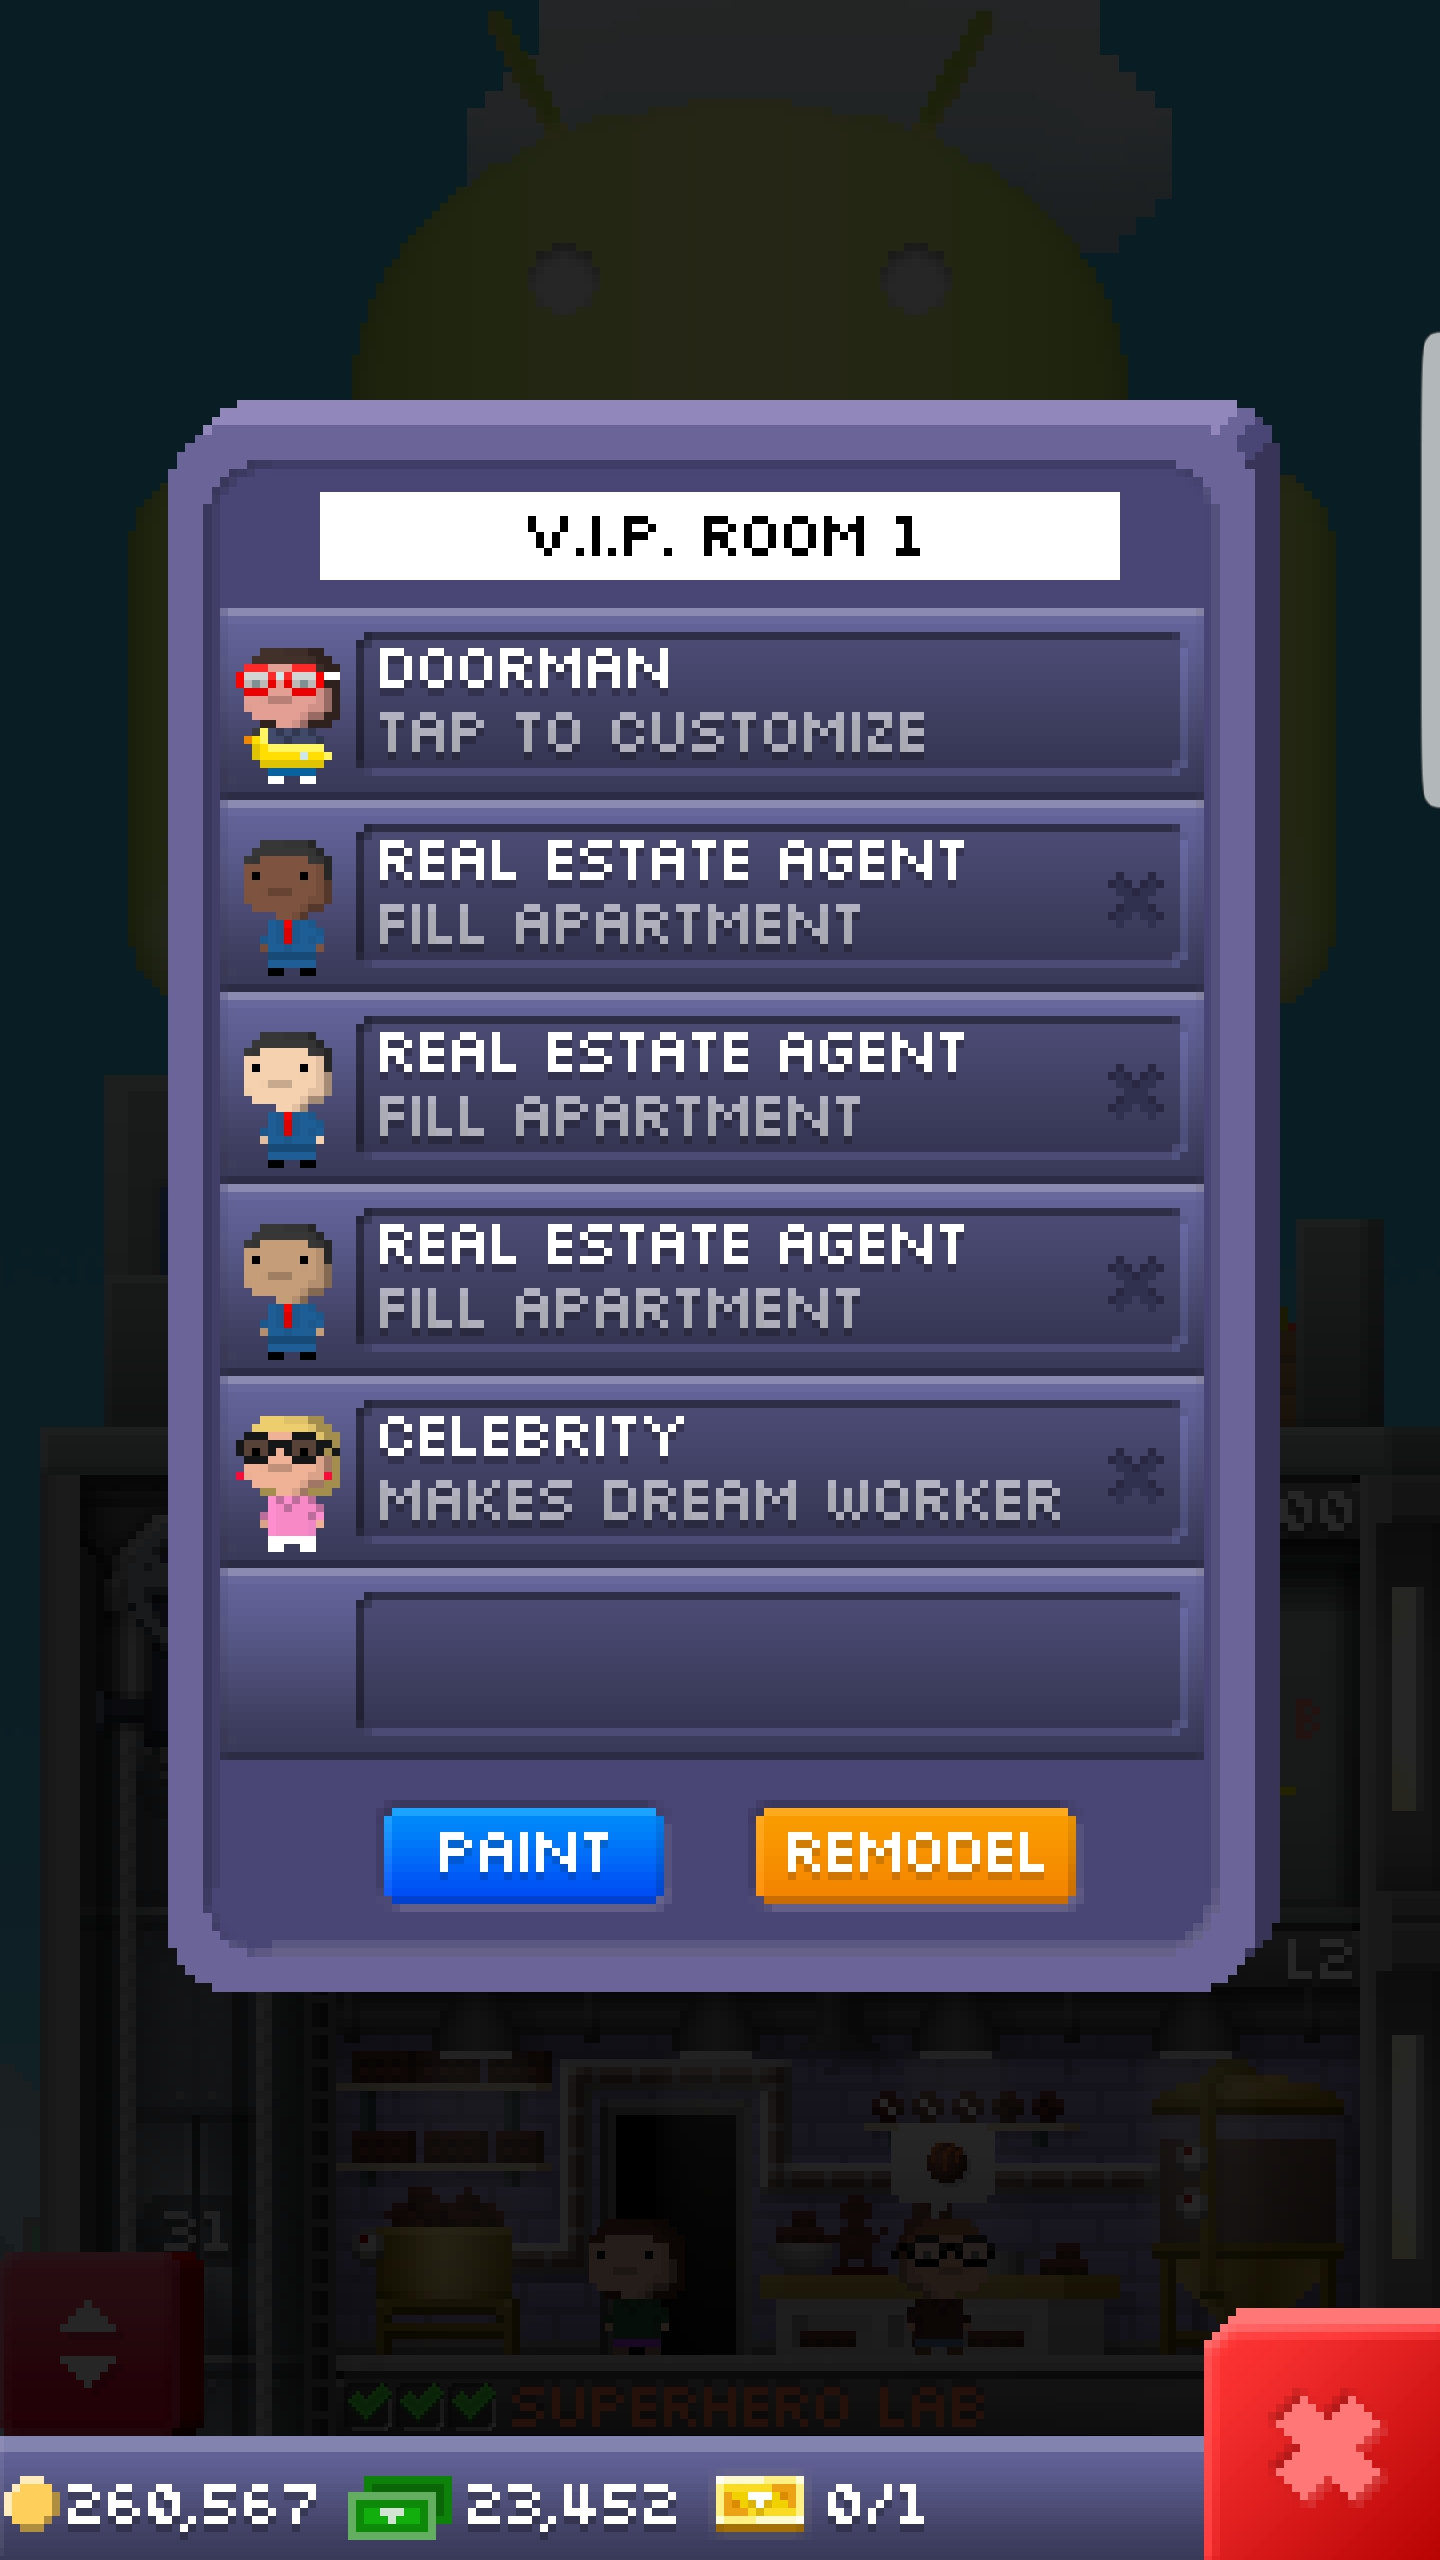 V.I.P. ROOM 1
DOORMAN
TAP TO CUSTOMIZE
REAL ESTATE AGENT
FILL APARTMENT
REAL ESTATE AGENT
FILL APARTMENT
REAL ESTATE AGENT
FILL APARTMENT
CELEBRITY
MAKES DREAM WORKER
00
B
PAINT
REMODEL
L2
31
SUPERHERO LAB
260,567
23,452
0/1